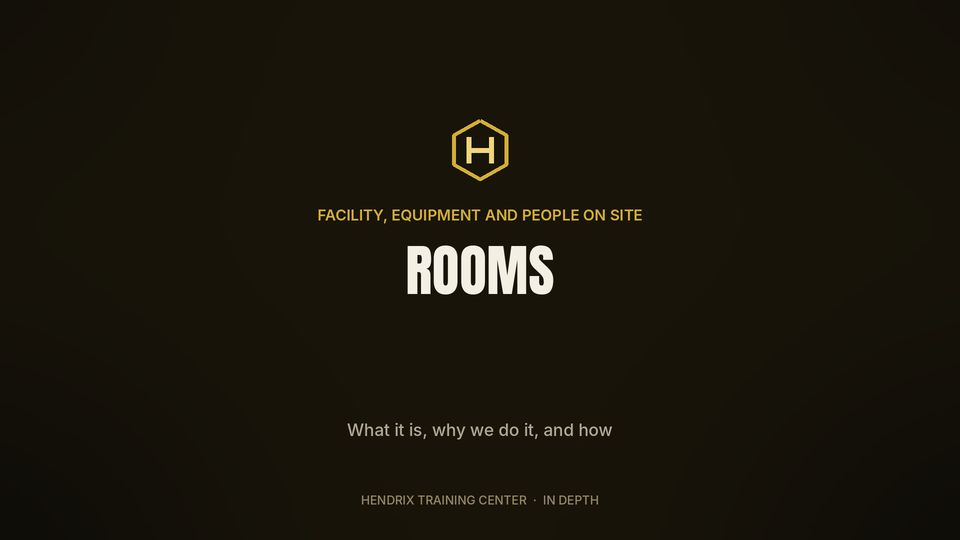 H
FACILITY, EQUIPMENT AND PEOPLE ON SITE
ROOMS
What it is, why we do it, and how
HENDRIX TRAINING CENTER · IN DEPTH